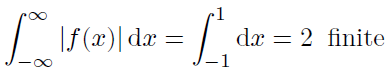 ∫_{-∞}^{∞} |f(x)| dx = ∫_{-1}^{1} dx = 2 finite